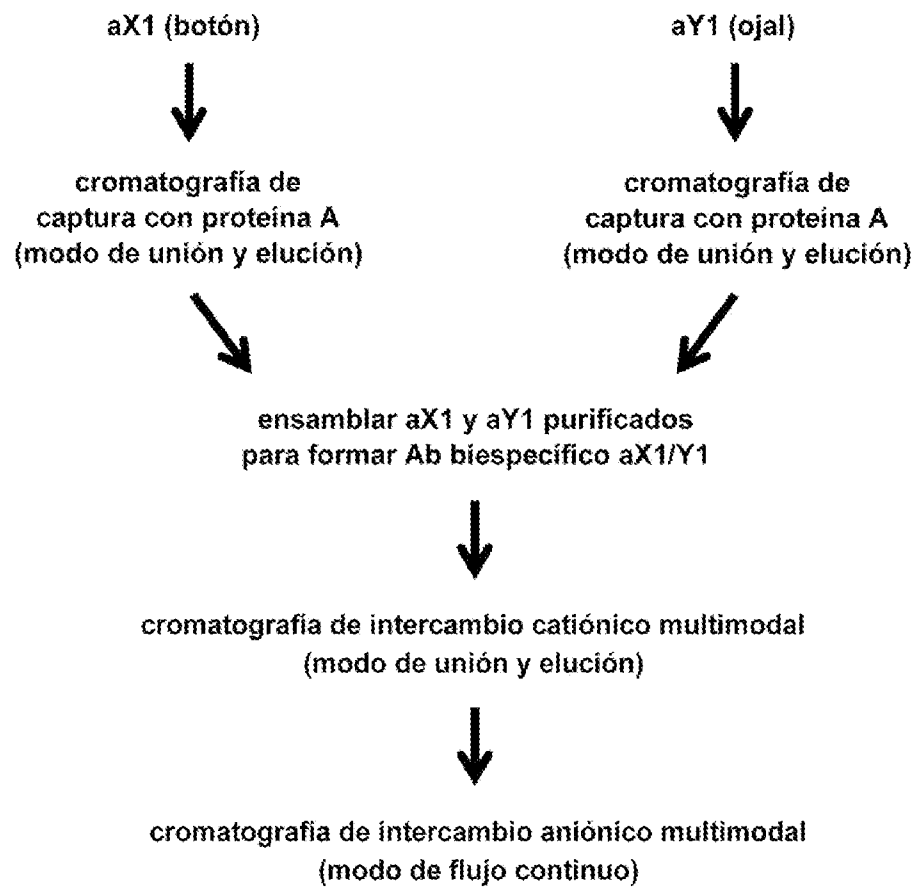 aX1 (botón)
aY1 (ojal)
cromatografía de
captura con proteína A
(modo de unión y elución)
cromatografía de
captura con proteína A
(modo de unión y elución)
ensamblar aX1 y aY1 purificados
para formar Ab biespecífico aX1/Y1
cromatografía de intercambio catiónico multimodal
(modo de unión y elución)
cromatografía de intercambio aniónico multimodal
(modo de flujo continuo)